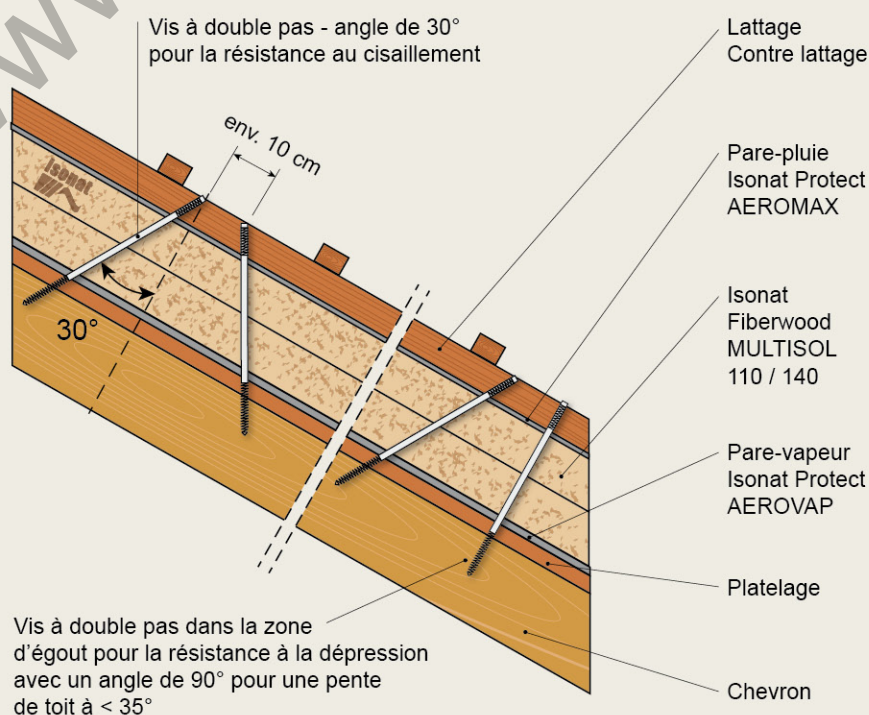 Vis à double pas - angle de 30°
pour la résistance au cisaillement
Lattage
Contre lattage
env. 10 cm
Isonat
Pare-pluie
Isonat Protect
AEROMAX
30°
Isonat
Fiberwood
MULTISOL
110 / 140
Pare-vapeur
Isonat Protect
AEROVAP
Platelage
Vis à double pas dans la zone
d'égout pour la résistance à la dépression
avec un angle de 90° pour une pente
de toit à < 35°
Chevron